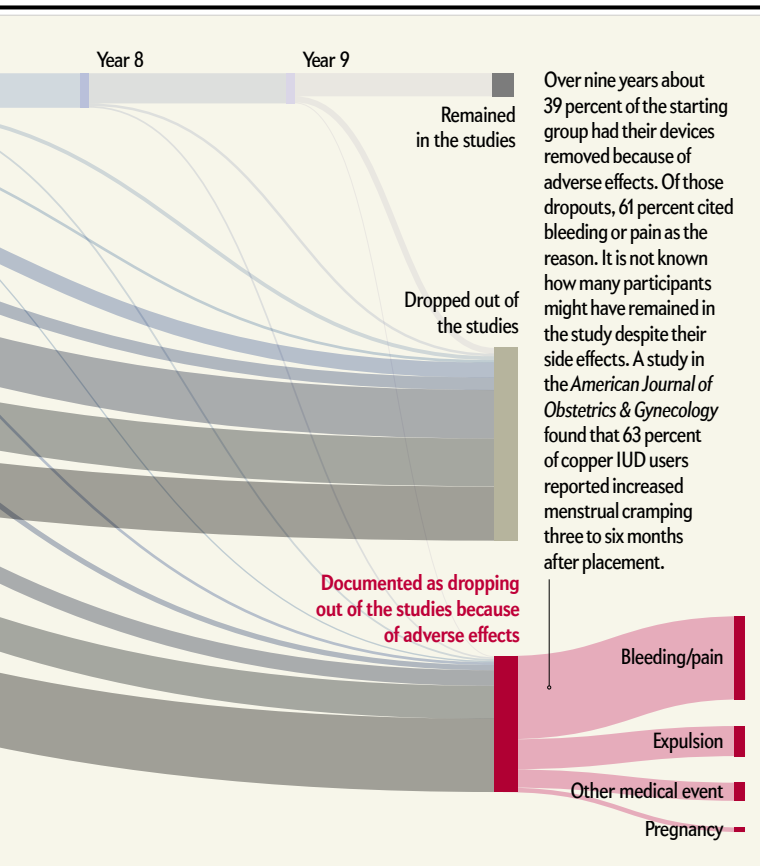 Year 8
Year 9
Remained
in the studies
Over nine years about
39 percent of the starting
group had their devices
removed because of
adverse effects. Of those
dropouts, 61 percent cited
bleeding or pain as the
reason. It is not known
how many participants
might have remained in
the study despite their
side effects. A study in
the American Journal of
Obstetrics & Gynecology
found that 63 percent
of copper IUD users
reported increased
menstrual cramping
three to six months
after placement.
Dropped out of
the studies
Documented as dropping
out of the studies because
of adverse effects
Bleeding/pain
Expulsion
Other medical event
Pregnancy